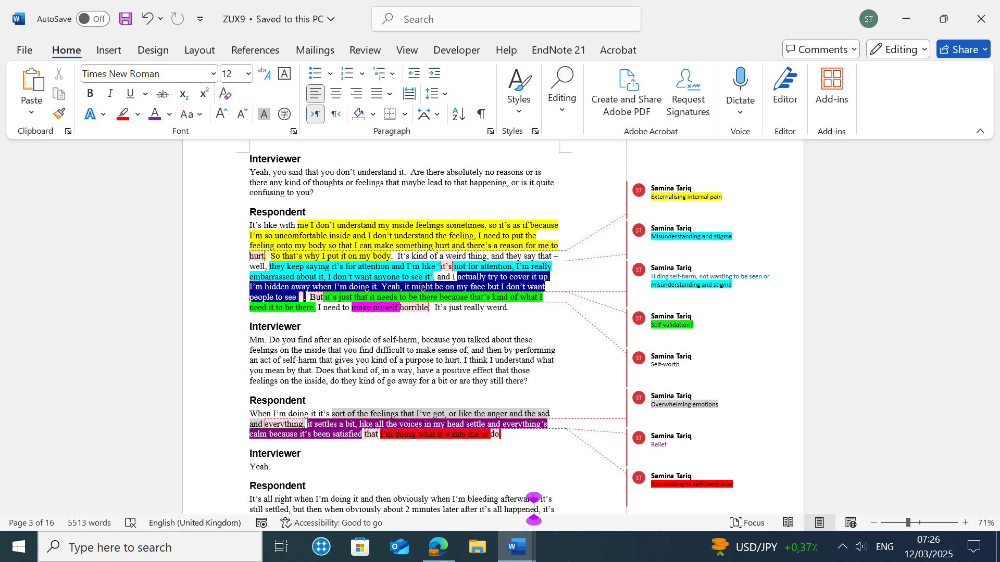 AutoSave Off ZUX9 • Saved to this PC Search ST
File Home Insert Design Layout References Mailings Review View Developer Help EndNote 21 Acrobat Comments Editing Share
Times New Roman 12
Paste Styles Editing Create and Share Adobe PDF Request Signatures Dictate Editor Add-ins
Clipboard Font Paragraph Styles Adobe Acrobat Voice Editor Add-ins
Interviewer
Yeah, you said that you don’t understand it.  Are there absolutely no reasons or is
there any kind of thoughts or feelings that maybe lead to that happening, or is it quite
confusing to you?
Respondent
It’s like with me I don’t understand my inside feelings sometimes, so it’s as if because
I’m so uncomfortable inside and I don’t understand the feeling, I need to put the
feeling onto my body so that I can make something hurt and there’s a reason for me to
hurt.  So that’s why I put it on my body.  It’s kind of a weird thing, and they say that –
well, they keep saying it’s for attention and I’m like ‘it’s not for attention, I’m really
embarrassed about it, I don’t want anyone to see it’, and I actually try to cover it up.
I’m hidden away when I’m doing it. Yeah, it might be on my face but I don’t want
people to see it.  But it’s just that it needs to be there because that’s kind of what I
need it to be there, I need to make myself horrible.  It’s just really weird.
Interviewer
Mm. Do you find after an episode of self-harm, because you talked about these
feelings on the inside that you find difficult to make sense of, and then by performing
an act of self-harm that gives you kind of a purpose to hurt. I think I understand what
you mean by that. Does that kind of, in a way, have a positive effect that those
feelings on the inside, do they kind of go away for a bit or are they still there?
Respondent
When I’m doing it it’s sort of the feelings that I’ve got, or like the anger and the sad
and everything, it settles a bit, like all the voices in my head settle and everything’s
calm because it’s been satisfied that I’m doing what it wants me to do.
Interviewer
Yeah.
Respondent
It’s all right when I’m doing it and then obviously when I’m bleeding afterwards it’s
still settled, but then when obviously about 2 minutes later after it’s all happened, it’s
ST Samina Tariq
Externalising internal pain
ST Samina Tariq
Misunderstanding and stigma
ST Samina Tariq
Hiding self-harm, not wanting to be seen or
misunderstanding and stigma
ST Samina Tariq
Self-validation?
ST Samina Tariq
Self-worth
ST Samina Tariq
Overwhelming emotions
ST Samina Tariq
Relief
ST Samina Tariq
Succumbing to self-harm urge
Page 3 of 16 5513 words English (United Kingdom) Accessibility: Good to go Focus 71%
Type here to search USD/JPY +0,37% ENG 07:26
12/03/2025